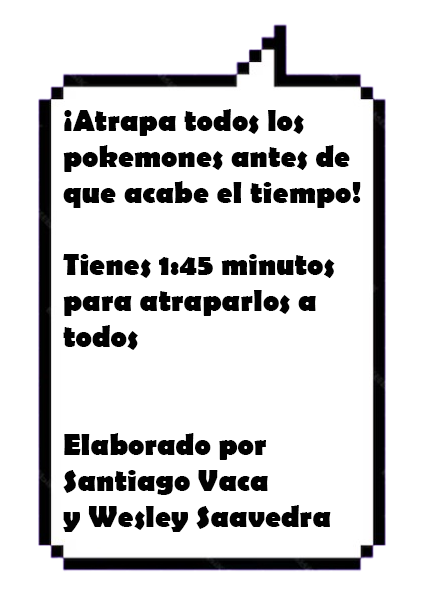 ¡Atrapa todos los
pokemones antes de
que acabe el tiempo!
Tienes 1:45 minutos
para atraparlos a
todos
Elaborado por
Santiago Vaca
y Wesley Saavedra